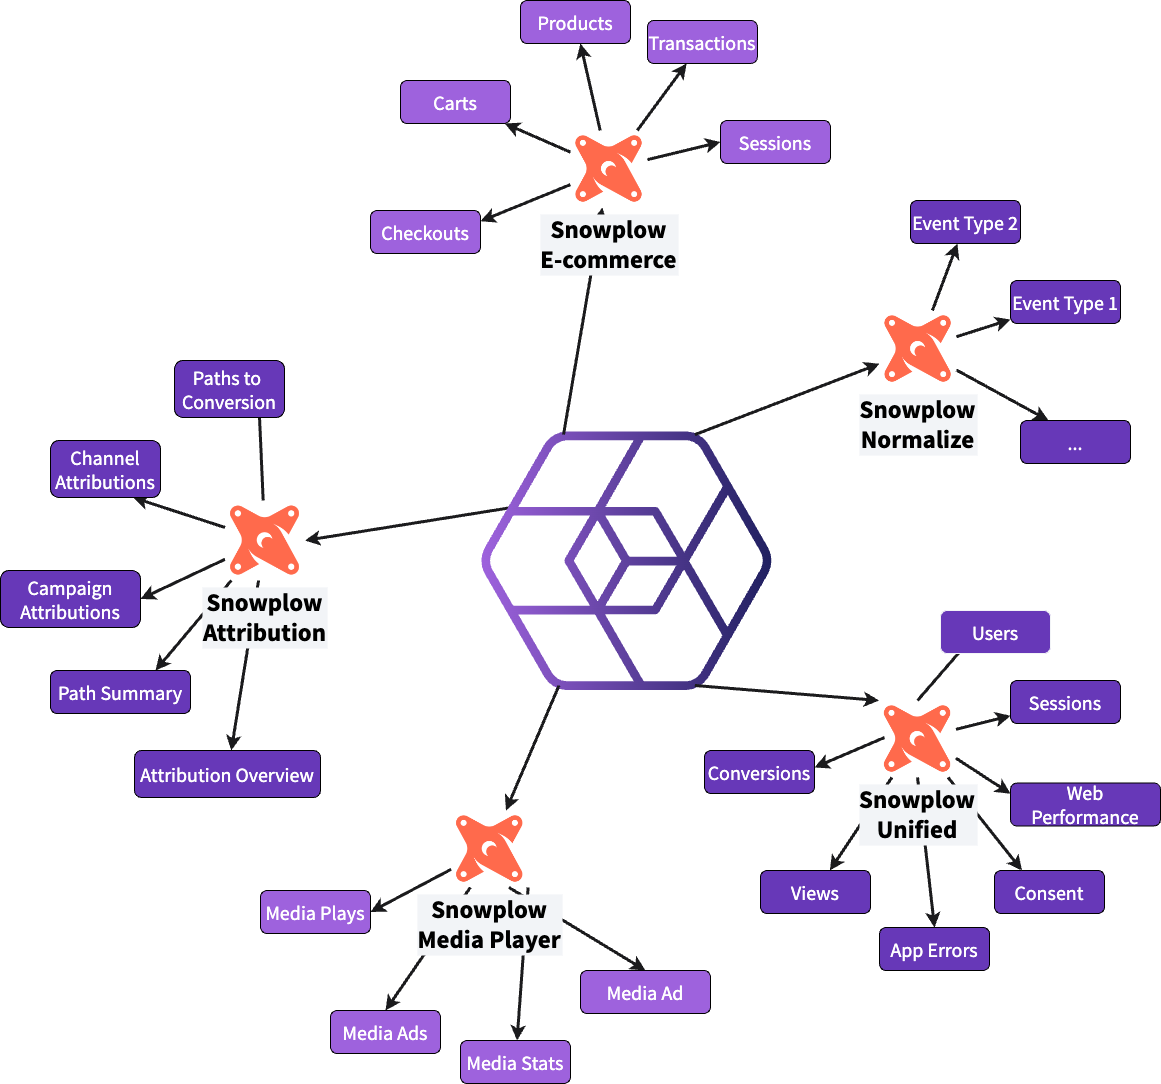 Products
Transactions
Carts
Sessions
Checkouts
Snowplow
E-commerce
Event Type 2
Event Type 1
Snowplow
Normalize
...
Paths to
Conversion
Channel
Attributions
Campaign
Attributions
Snowplow
Attribution
Path Summary
Attribution Overview
Users
Sessions
Conversions
Web
Performance
Snowplow
Unified
Views
Consent
App Errors
Media Plays
Snowplow
Media Player
Media Ad
Media Ads
Media Stats